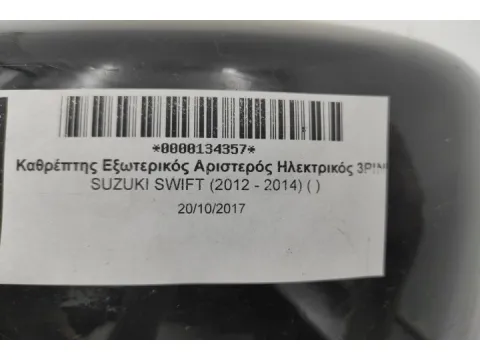 *0000134357*
Καθρέπτης Εξωτερικός Αριστερός Ηλεκτρικός 3PIN
SUZUKI SWIFT (2012 - 2014) ( )
20/10/2017